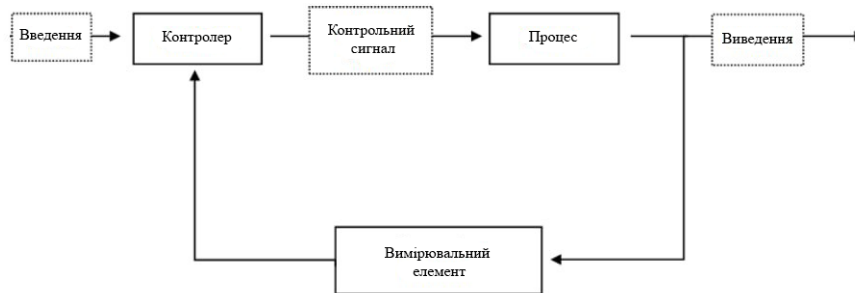 Введення
Контролер
Контрольний
сигнал
Процес
Виведення
Вимірювальний
елемент